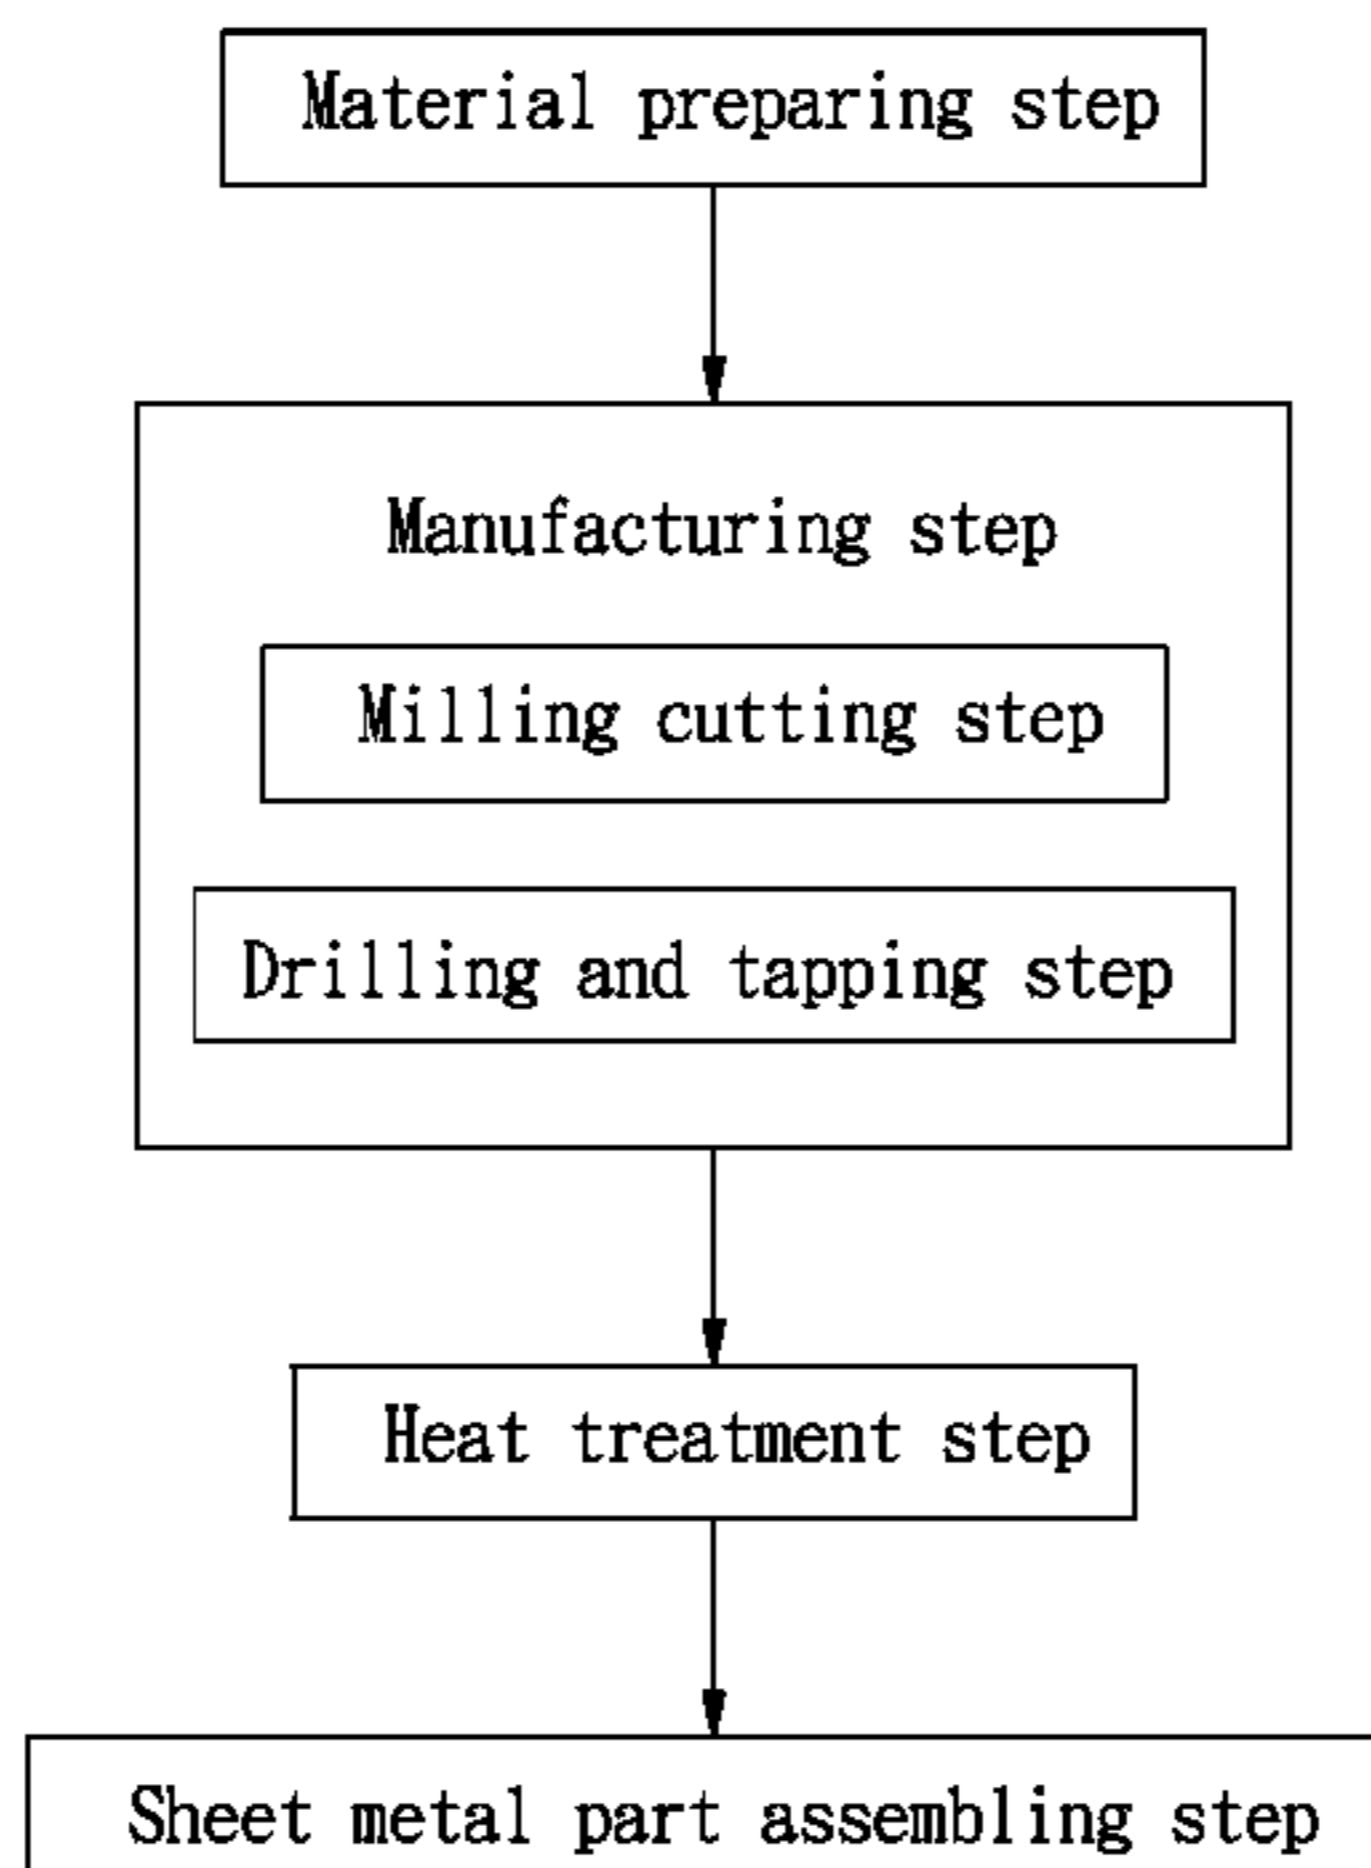 Material preparing step
Manufacturing step
Milling cutting step
Drilling and tapping step
Heat treatment step
Sheet metal part assembling step